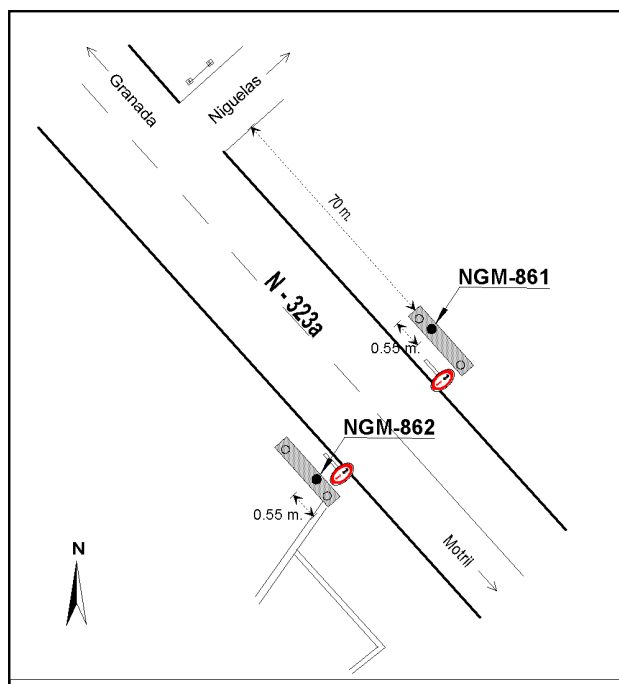 Granada
Niguelas
70 m.
NGM-861
N - 323a
0.55 m.
NGM-862
0.55 m.
Motril
N